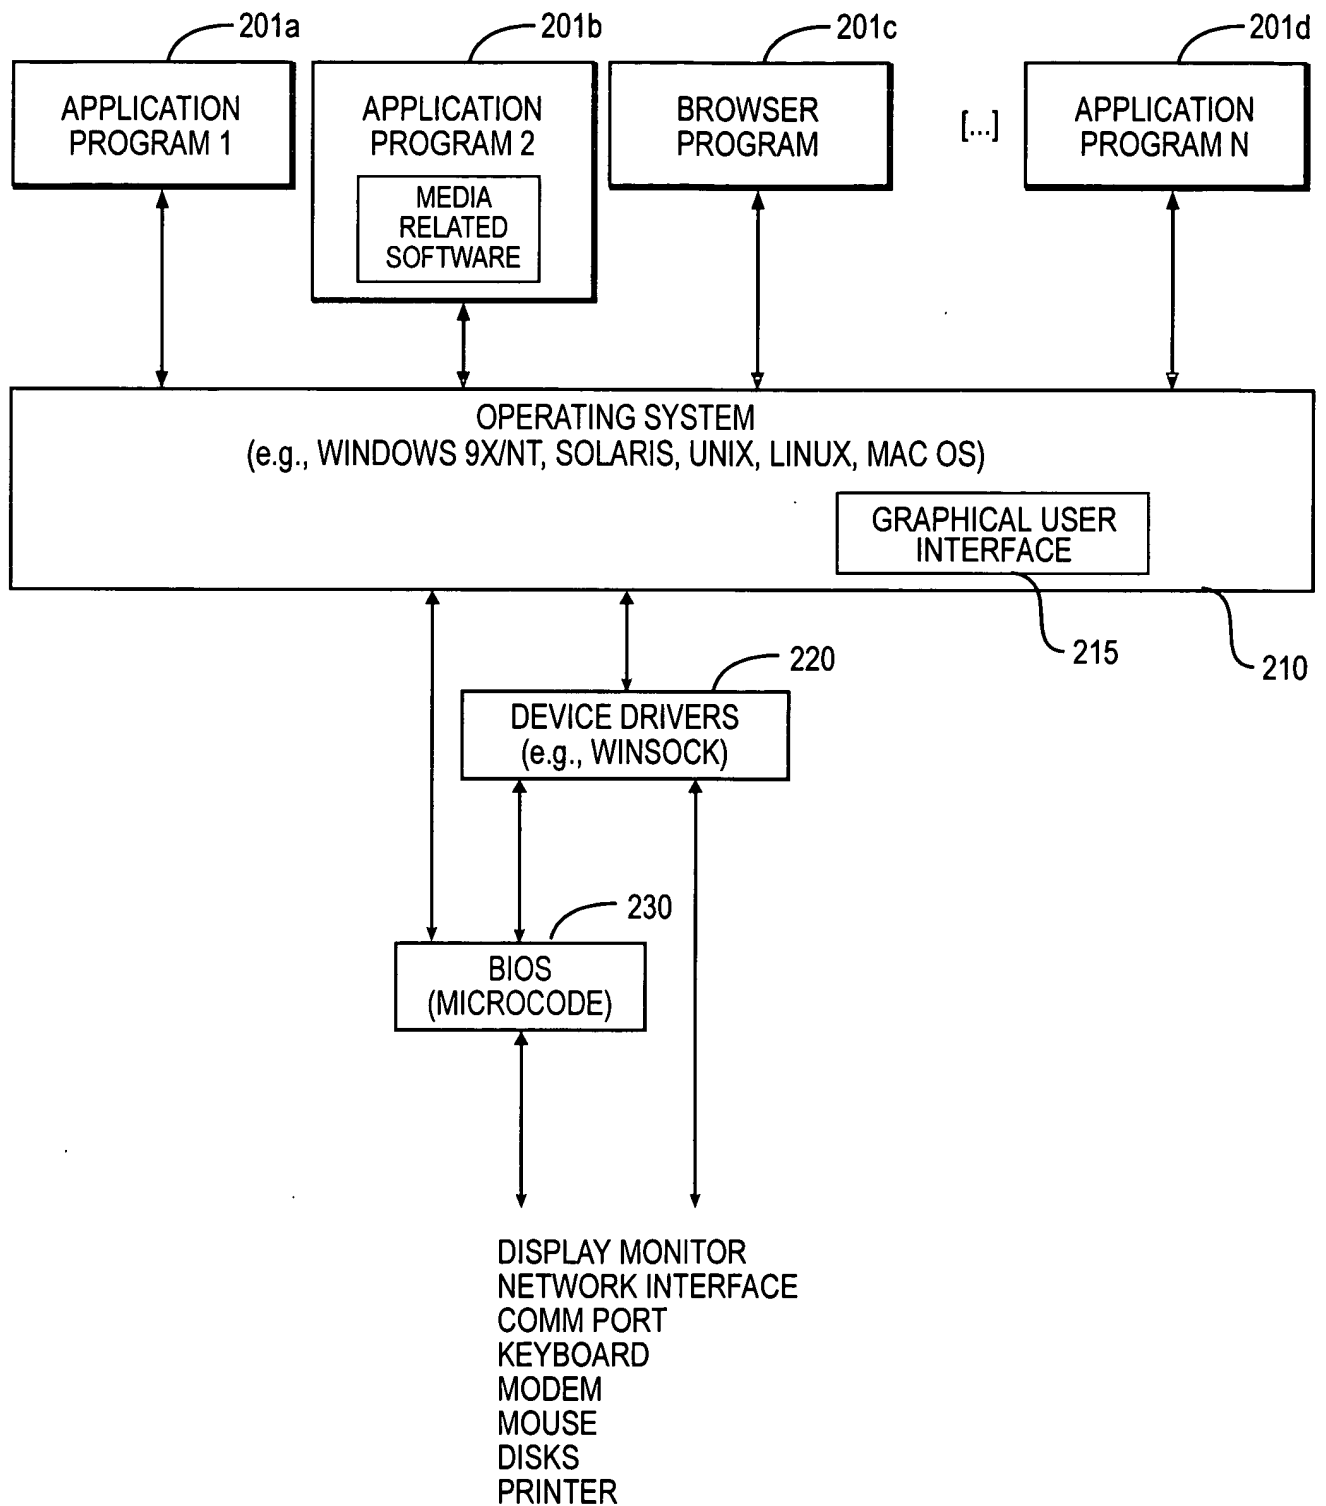 201a
201b
201c
201d
APPLICATION
PROGRAM 1
APPLICATION
PROGRAM 2
MEDIA
RELATED
SOFTWARE
BROWSER
PROGRAM
[...]
APPLICATION
PROGRAM N
OPERATING SYSTEM
(e.g., WINDOWS 9X/NT, SOLARIS, UNIX, LINUX, MAC OS)
GRAPHICAL USER
INTERFACE
215
210
220
DEVICE DRIVERS
(e.g., WINSOCK)
230
BIOS
(MICROCODE)
DISPLAY MONITOR
NETWORK INTERFACE
COMM PORT
KEYBOARD
MODEM
MOUSE
DISKS
PRINTER